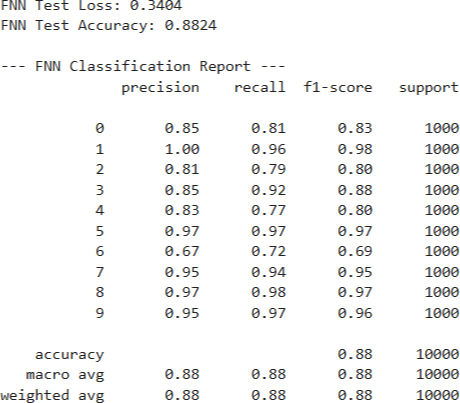 FNN Test Loss: 0.3404
FNN Test Accuracy: 0.8824
--- FNN Classification Report ---
precision recall f1-score support
0 0.85 0.81 0.83 1000
1 1.00 0.96 0.98 1000
2 0.81 0.79 0.80 1000
3 0.85 0.92 0.88 1000
4 0.83 0.77 0.80 1000
5 0.97 0.97 0.97 1000
6 0.67 0.72 0.69 1000
7 0.95 0.94 0.95 1000
8 0.97 0.98 0.97 1000
9 0.95 0.97 0.96 1000
accuracy 0.88 10000
macro avg 0.88 0.88 0.88 10000
weighted avg 0.88 0.88 0.88 10000